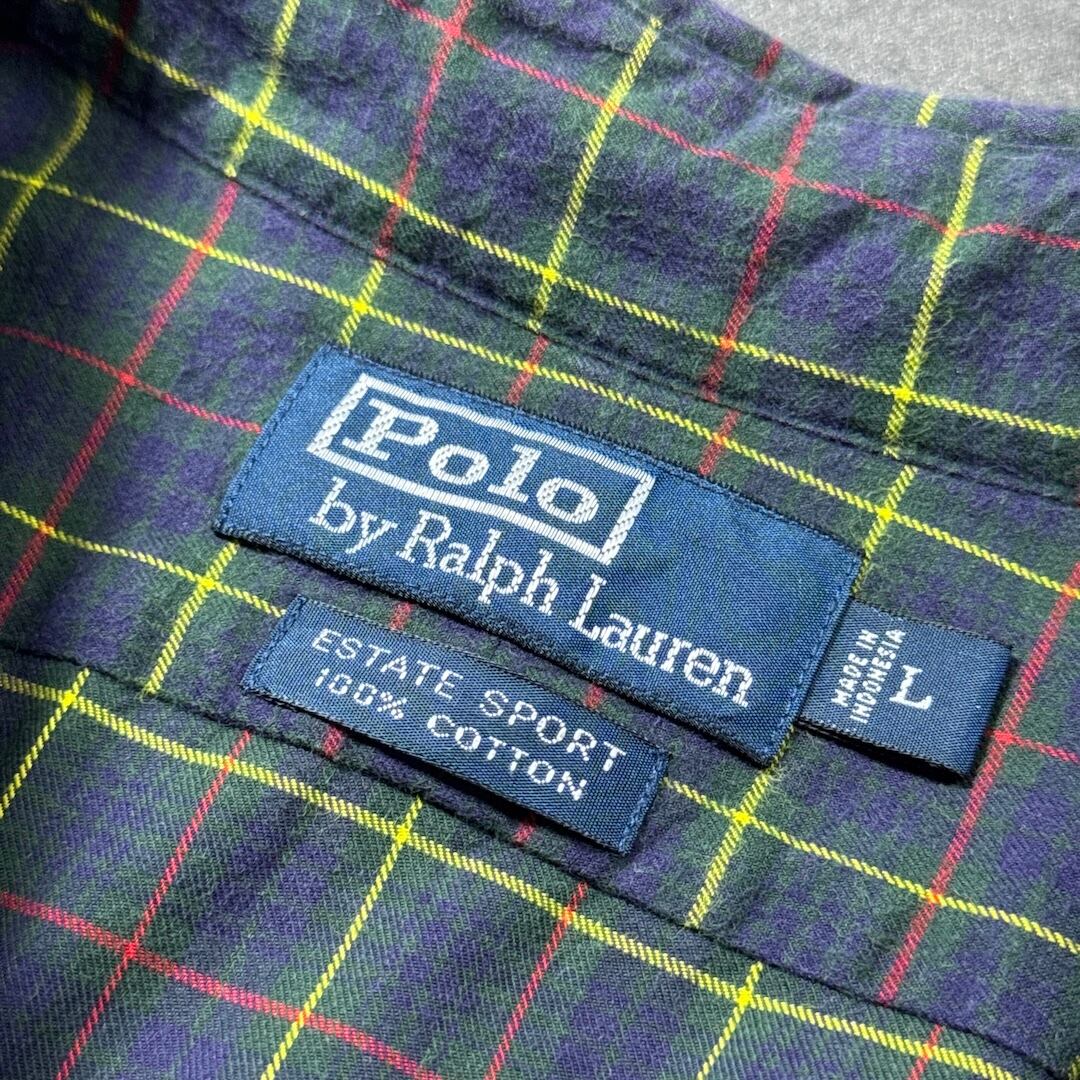 Polo
by Ralph Lauren
MADE IN
INDONESIA
L
ESTATE SPORT
100% COTTON